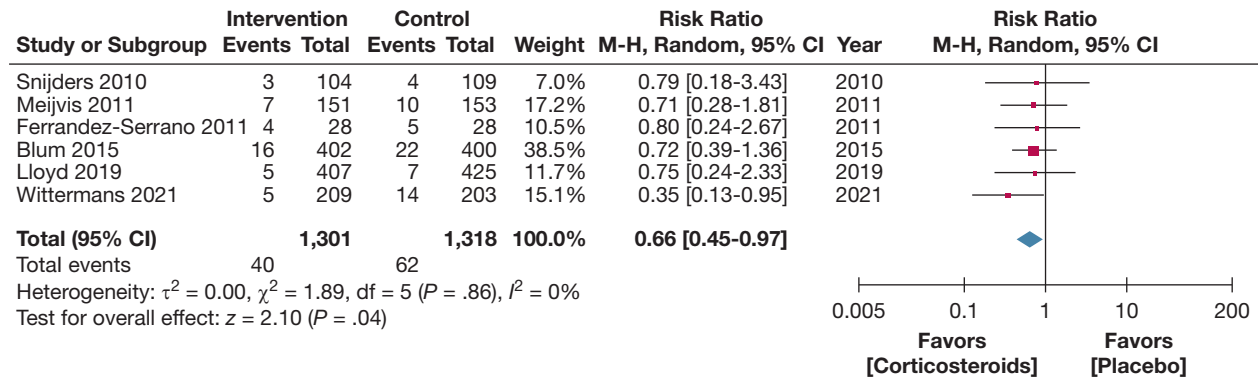 Intervention Control Risk Ratio Risk Ratio
Study or Subgroup Events Total Events Total Weight M-H, Random, 95% CI Year M-H, Random, 95% CI
Snijders 2010 3 104 4 109 7.0% 0.79 [0.18-3.43] 2010
Meijvis 2011 7 151 10 153 17.2% 0.71 [0.28-1.81] 2011
Ferrandez-Serrano 2011 4 28 5 28 10.5% 0.80 [0.24-2.67] 2011
Blum 2015 16 402 22 400 38.5% 0.72 [0.39-1.36] 2015
Lloyd 2019 5 407 7 425 11.7% 0.75 [0.24-2.33] 2019
Wittermans 2021 5 209 14 203 15.1% 0.35 [0.13-0.95] 2021
Total (95% CI) 1,301 1,318 100.0% 0.66 [0.45-0.97]
Total events 40 62
Heterogeneity: τ² = 0.00, χ² = 1.89, df = 5 (P = .86), I² = 0%
Test for overall effect: z = 2.10 (P = .04)
0.005 0.1 1 10 200
Favors Favors
[Corticosteroids] [Placebo]